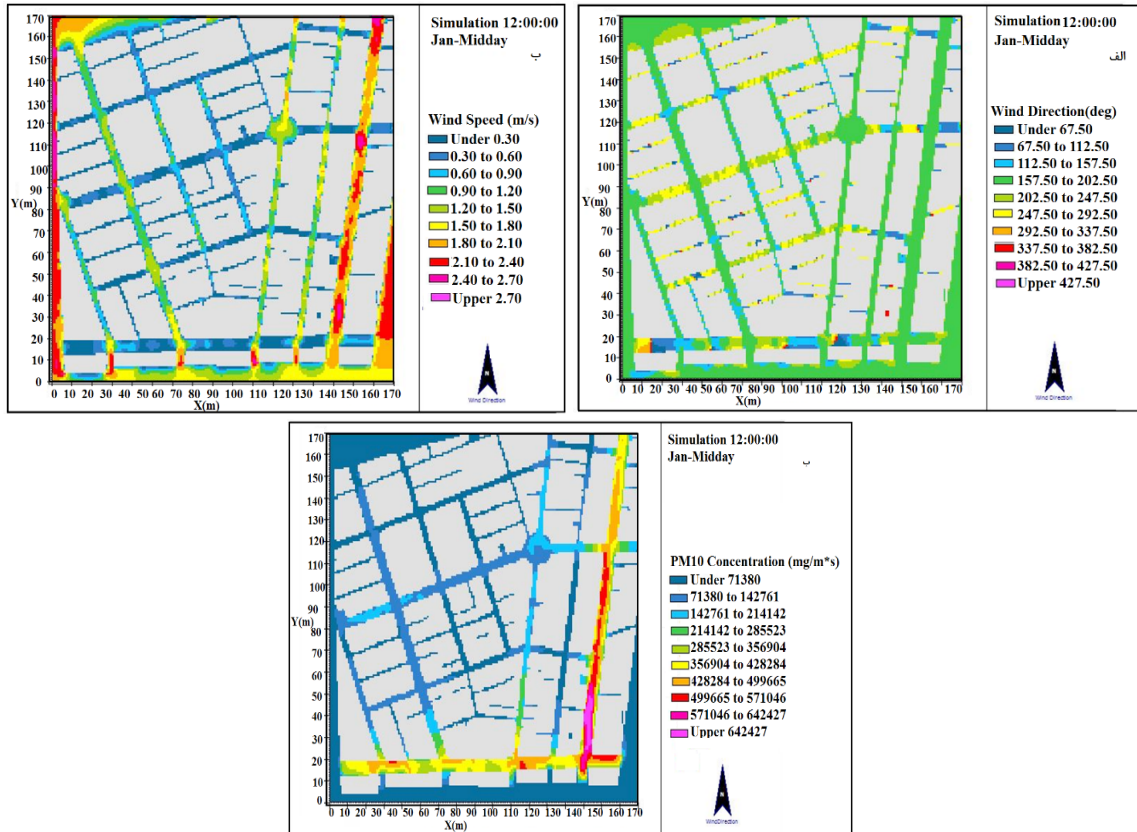 170
160
150
140
130
120
110
100
90
Y(m)
80
70
60
50
40
30
20
10
0
0 10 20 30 40 50 60 70 80 90 100 110 120 130 140 150 160 170
X(m)
Simulation 12:00:00
Jan-Midday
ب
Wind Speed (m/s)
Under 0.30
0.30 to 0.60
0.60 to 0.90
0.90 to 1.20
1.20 to 1.50
1.50 to 1.80
1.80 to 2.10
2.10 to 2.40
2.40 to 2.70
Upper 2.70
N
Wind Direction
170
160
150
140
130
120
110
100
90
Y(m)
80
70
60
50
40
30
20
10
0
0 10 20 30 40 50 60 70 80 90 100 110 120 130 140 150 160 170
X(m)
Simulation 12:00:00
Jan-Midday
الف
Wind Direction(deg)
Under 67.50
67.50 to 112.50
112.50 to 157.50
157.50 to 202.50
202.50 to 247.50
247.50 to 292.50
292.50 to 337.50
337.50 to 382.50
382.50 to 427.50
Upper 427.50
N
Wind Direction
170
160
150
140
130
120
110
100
90
Y(m)
80
70
60
50
40
30
20
10
0
0 10 20 30 40 50 60 70 80 90 100 110 120 130 140 150 160 170
X(m)
Simulation 12:00:00
Jan-Midday
ب
PM10 Concentration (mg/m*s)
Under 71380
71380 to 142761
142761 to 214142
214142 to 285523
285523 to 356904
356904 to 428284
428284 to 499665
499665 to 571046
571046 to 642427
Upper 642427
N
Wind Direction